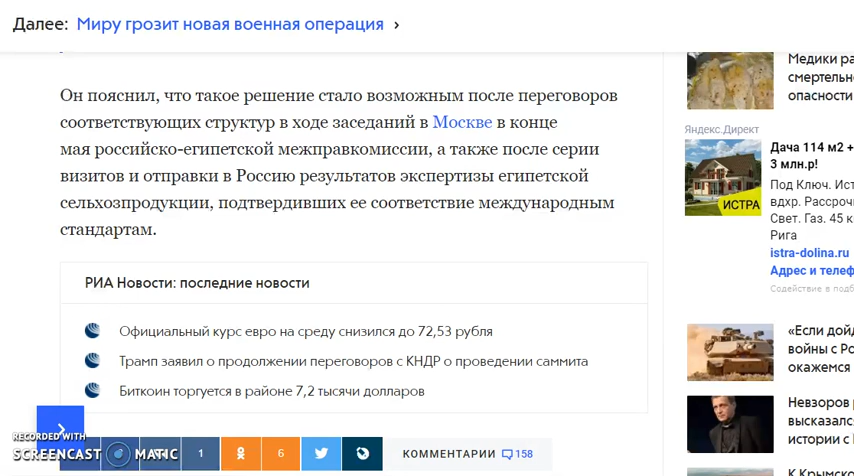 Далее: Миру грозит новая военная операция ›
Он пояснил, что такое решение стало возможным после переговоров
соответствующих структур в ходе заседаний в Москве в конце
мая российско-египетской межправкомиссии, а также после серии
визитов и отправки в Россию результатов экспертизы египетской
сельхозпродукции, подтвердивших ее соответствие международным
стандартам.
РИА Новости: последние новости
Официальный курс евро на среду снизился до 72,53 рубля
Трамп заявил о продолжении переговоров с КНДР о проведении саммита
Биткоин торгуется в районе 7,2 тысячи долларов
RECORDED WITH
SCREENCAST MATIC
1
6
КОММЕНТАРИИ 158
Медики ра
смертельно
опасности
Яндекс.Директ
Дача 114 м2 +
3 млн.р!
ИСТРА
Под Ключ. Ист
вдхр. Рассроч
Свет. Газ. 45 к
Рига
istra-dolina.ru
Адрес и телеф
Содействие в подб
«Если дойд
войны с Ро
окажемся
Невзоров р
высказался
истории с
К Крымско